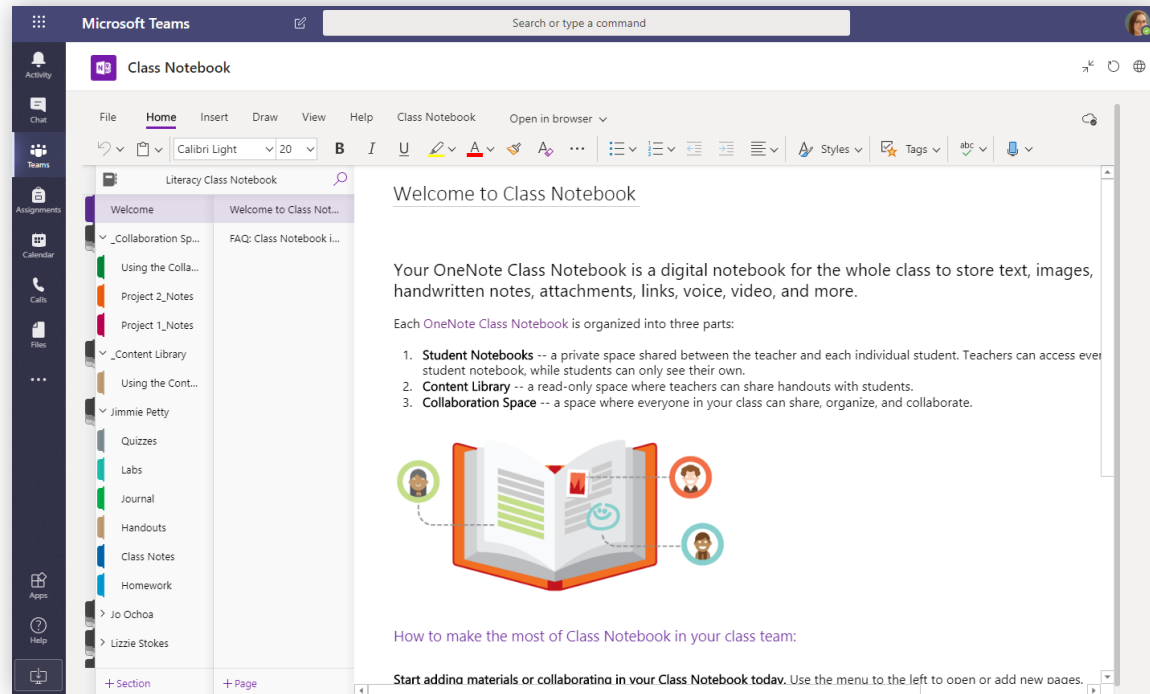 Microsoft Teams
Search or type a command
Activity
Chat
Teams
Assignments
Calendar
Calls
Files
Apps
Help
Class Notebook
File Home Insert Draw View Help Class Notebook Open in browser
Calibri Light 20 B I U A A Styles Tags abc
Literacy Class Notebook
Welcome
_Collaboration Sp...
Using the Colla...
Project 2_Notes
Project 1_Notes
_Content Library
Using the Cont...
Jimmie Petty
Quizzes
Labs
Journal
Handouts
Class Notes
Homework
Jo Ochoa
Lizzie Stokes
+ Section
Welcome to Class Not...
FAQ: Class Notebook i...
+ Page
Welcome to Class Notebook
Your OneNote Class Notebook is a digital notebook for the whole class to store text, images,
handwritten notes, attachments, links, voice, video, and more.
Each OneNote Class Notebook is organized into three parts:
1. Student Notebooks -- a private space shared between the teacher and each individual student. Teachers can access ever
student notebook, while students can only see their own.
2. Content Library -- a read-only space where teachers can share handouts with students.
3. Collaboration Space -- a space where everyone in your class can share, organize, and collaborate.
How to make the most of Class Notebook in your class team:
Start adding materials or collaborating in your Class Notebook today. Use the menu to the left to open or add new pages.